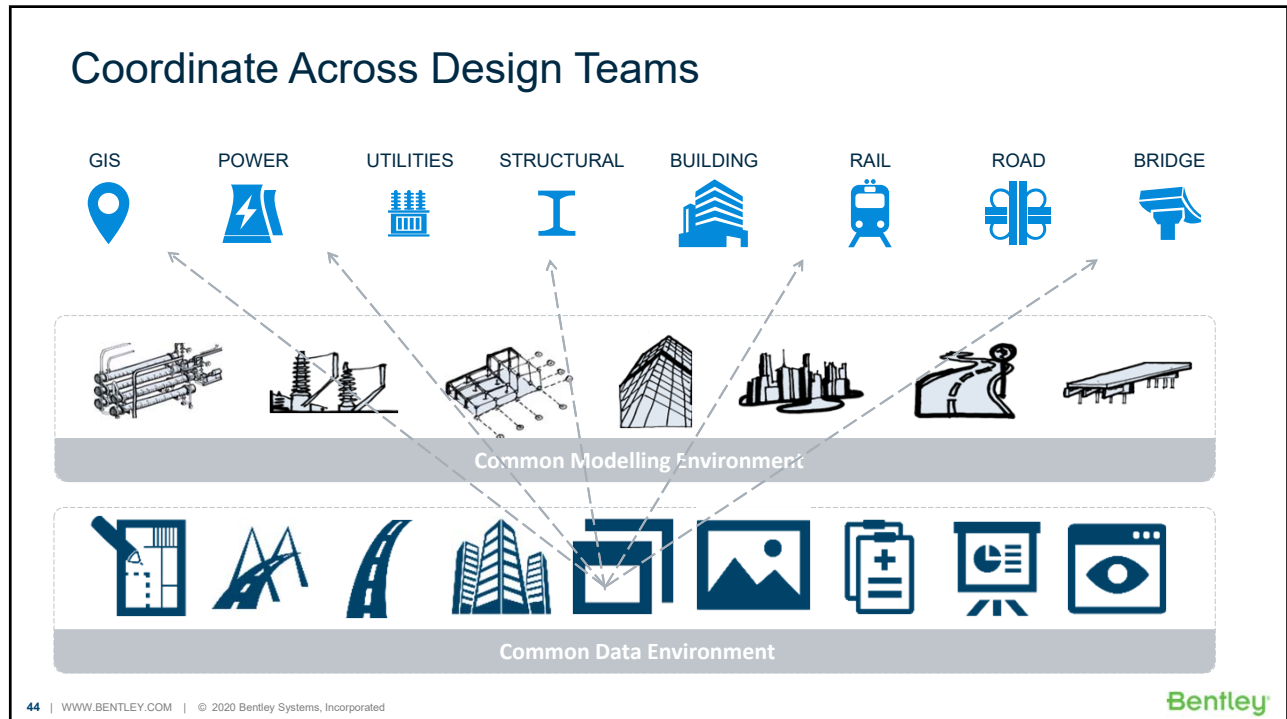 Coordinate Across Design Teams
GIS POWER UTILITIES STRUCTURAL BUILDING RAIL ROAD BRIDGE
Common Modelling Environment
Common Data Environment
44 | WWW.BENTLEY.COM | © 2020 Bentley Systems, Incorporated
Bentley